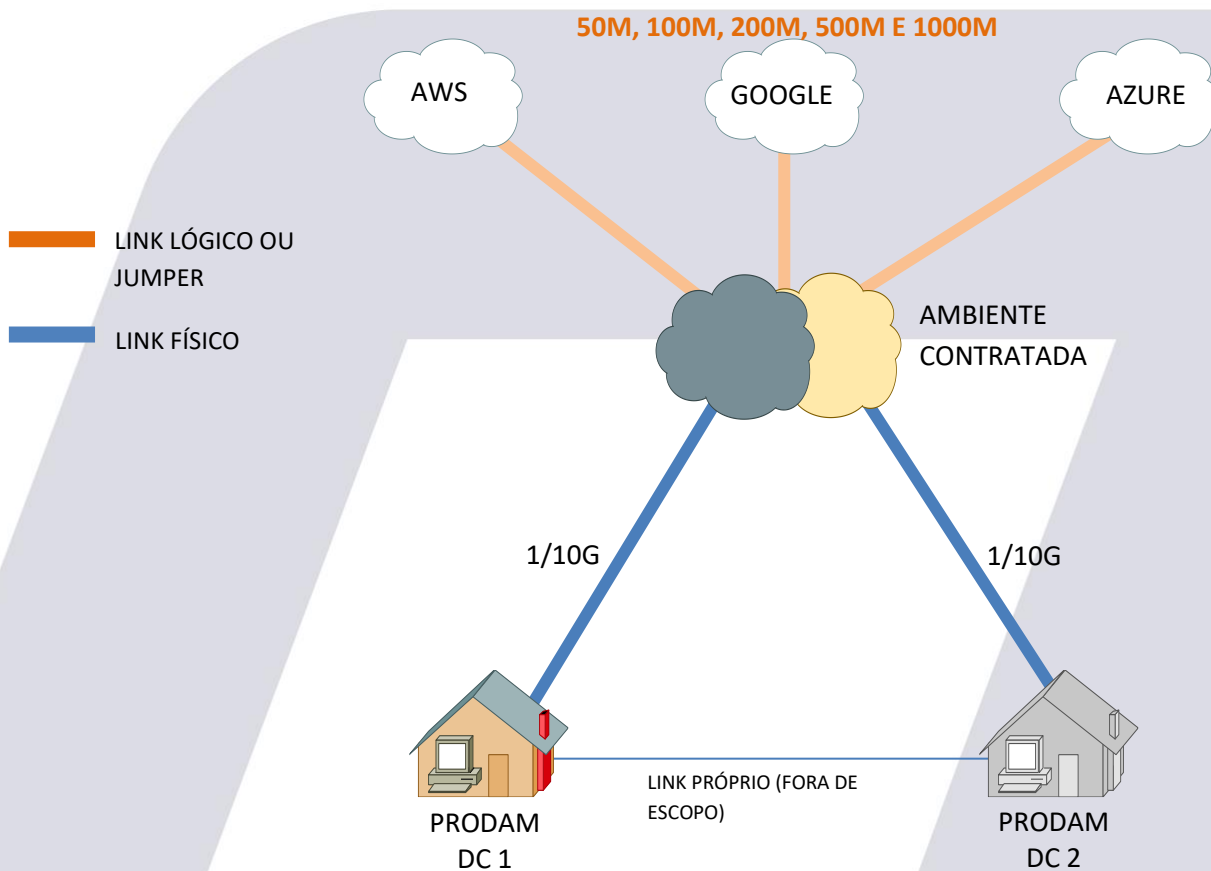 50M, 100M, 200M, 500M E 1000M
AWS
GOOGLE
AZURE
LINK LÓGICO OU
JUMPER
LINK FÍSICO
AMBIENTE
CONTRATADA
1/10G
1/10G
LINK PRÓPRIO (FORA DE
ESCOPO)
PRODAM
DC 1
PRODAM
DC 2